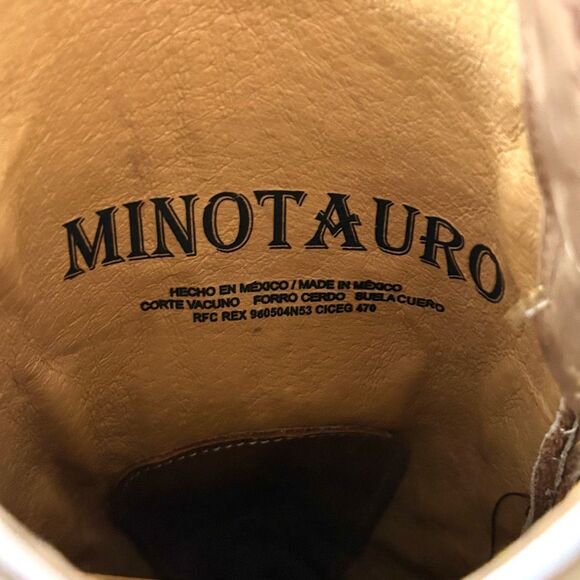 MINOTAURO
HECHO EN MÉXICO / MADE IN MÉXICO
CORTE VACUNO FORRO CERDO SUELA CUERO
RFC REX 960504N53 CICEG 470